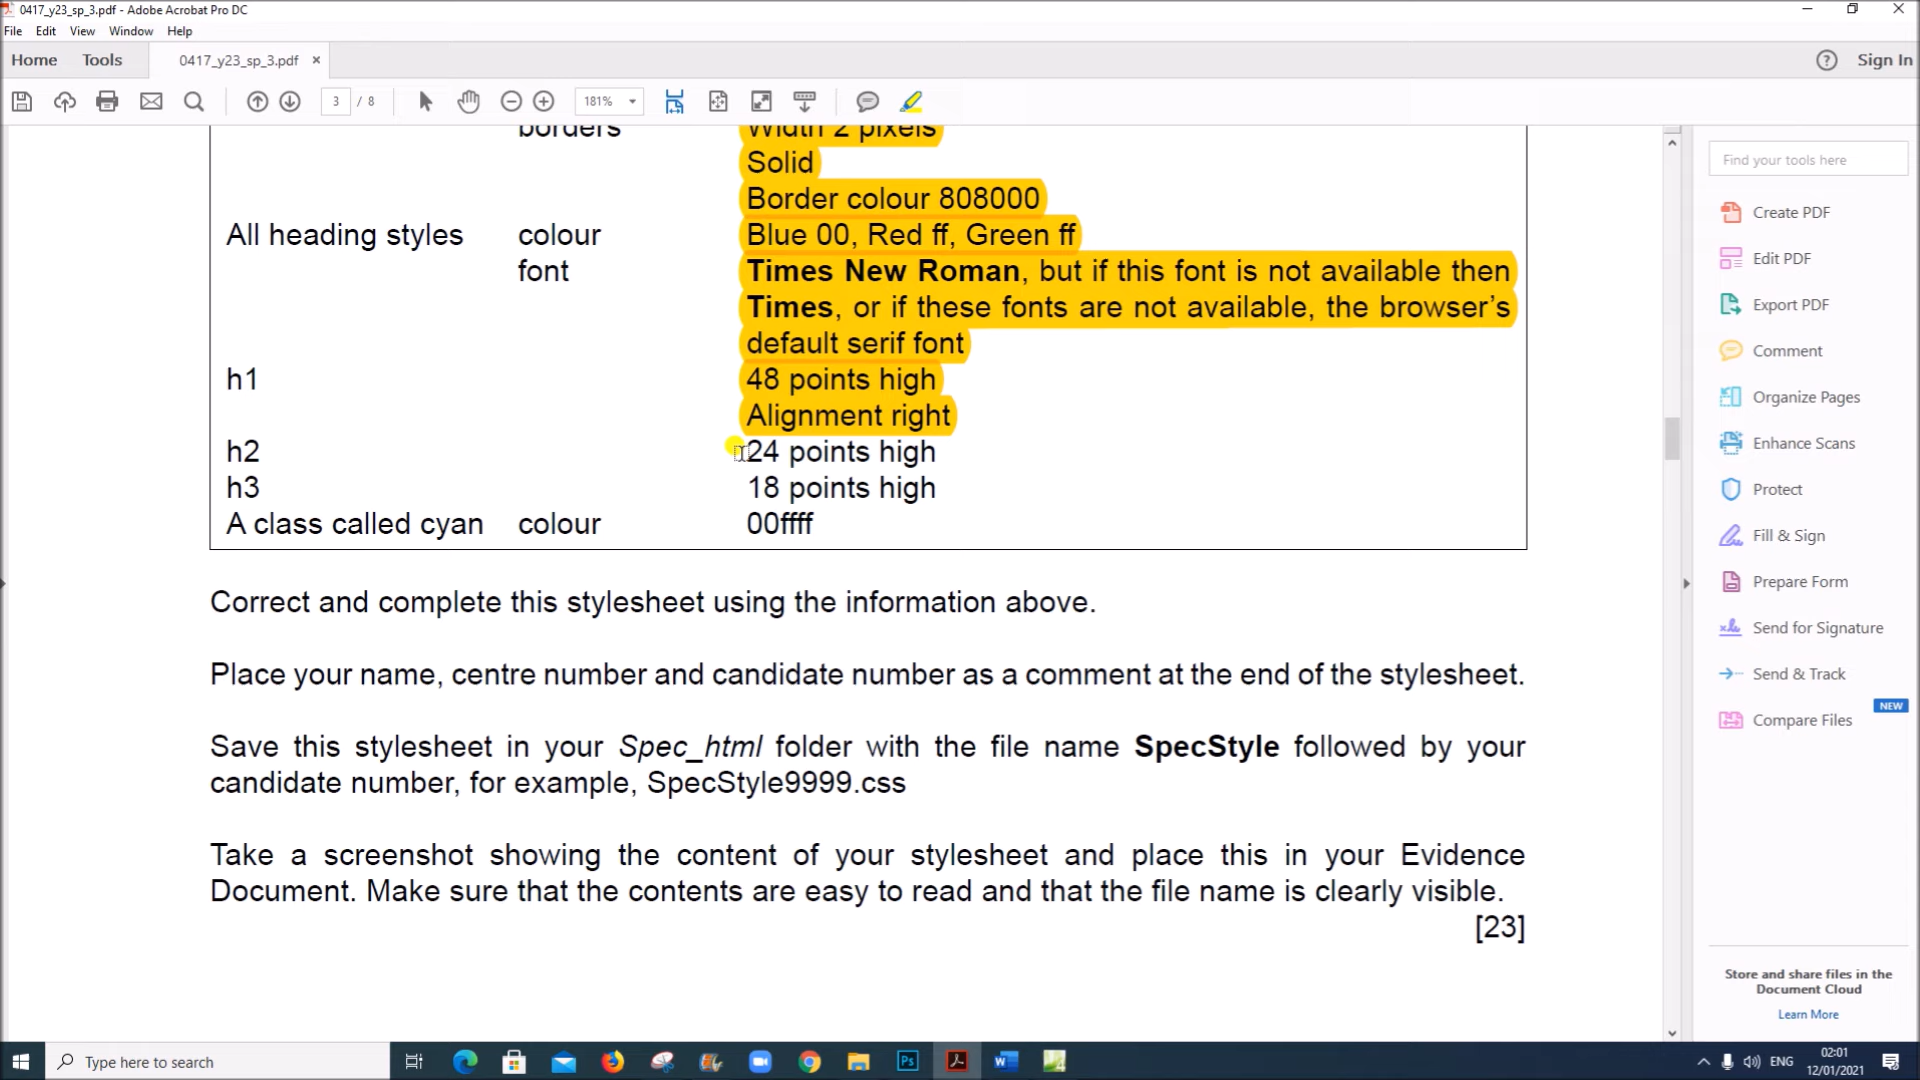 0417_y23_sp_3.pdf - Adobe Acrobat Pro DC
File Edit View Window Help
Home Tools 0417_y23_sp_3.pdf × Sign In
3 / 8 181%
borders Width 2 pixels
Solid
Border colour 808000
All heading styles colour Blue 00, Red ff, Green ff
font Times New Roman, but if this font is not available then
Times, or if these fonts are not available, the browser's
default serif font
h1 48 points high
Alignment right
h2 24 points high
h3 18 points high
A class called cyan colour 00ffff
Correct and complete this stylesheet using the information above.
Place your name, centre number and candidate number as a comment at the end of the stylesheet.
Save this stylesheet in your Spec_html folder with the file name SpecStyle followed by your
candidate number, for example, SpecStyle9999.css
Take a screenshot showing the content of your stylesheet and place this in your Evidence
Document. Make sure that the contents are easy to read and that the file name is clearly visible.
[23]
Find your tools here
Create PDF
Edit PDF
Export PDF
Comment
Organize Pages
Enhance Scans
Protect
Fill & Sign
Prepare Form
Send for Signature
Send & Track
NEW
Compare Files
Store and share files in the
Document Cloud
Learn More
Type here to search
Ps
ENG
02:01
12/01/2021